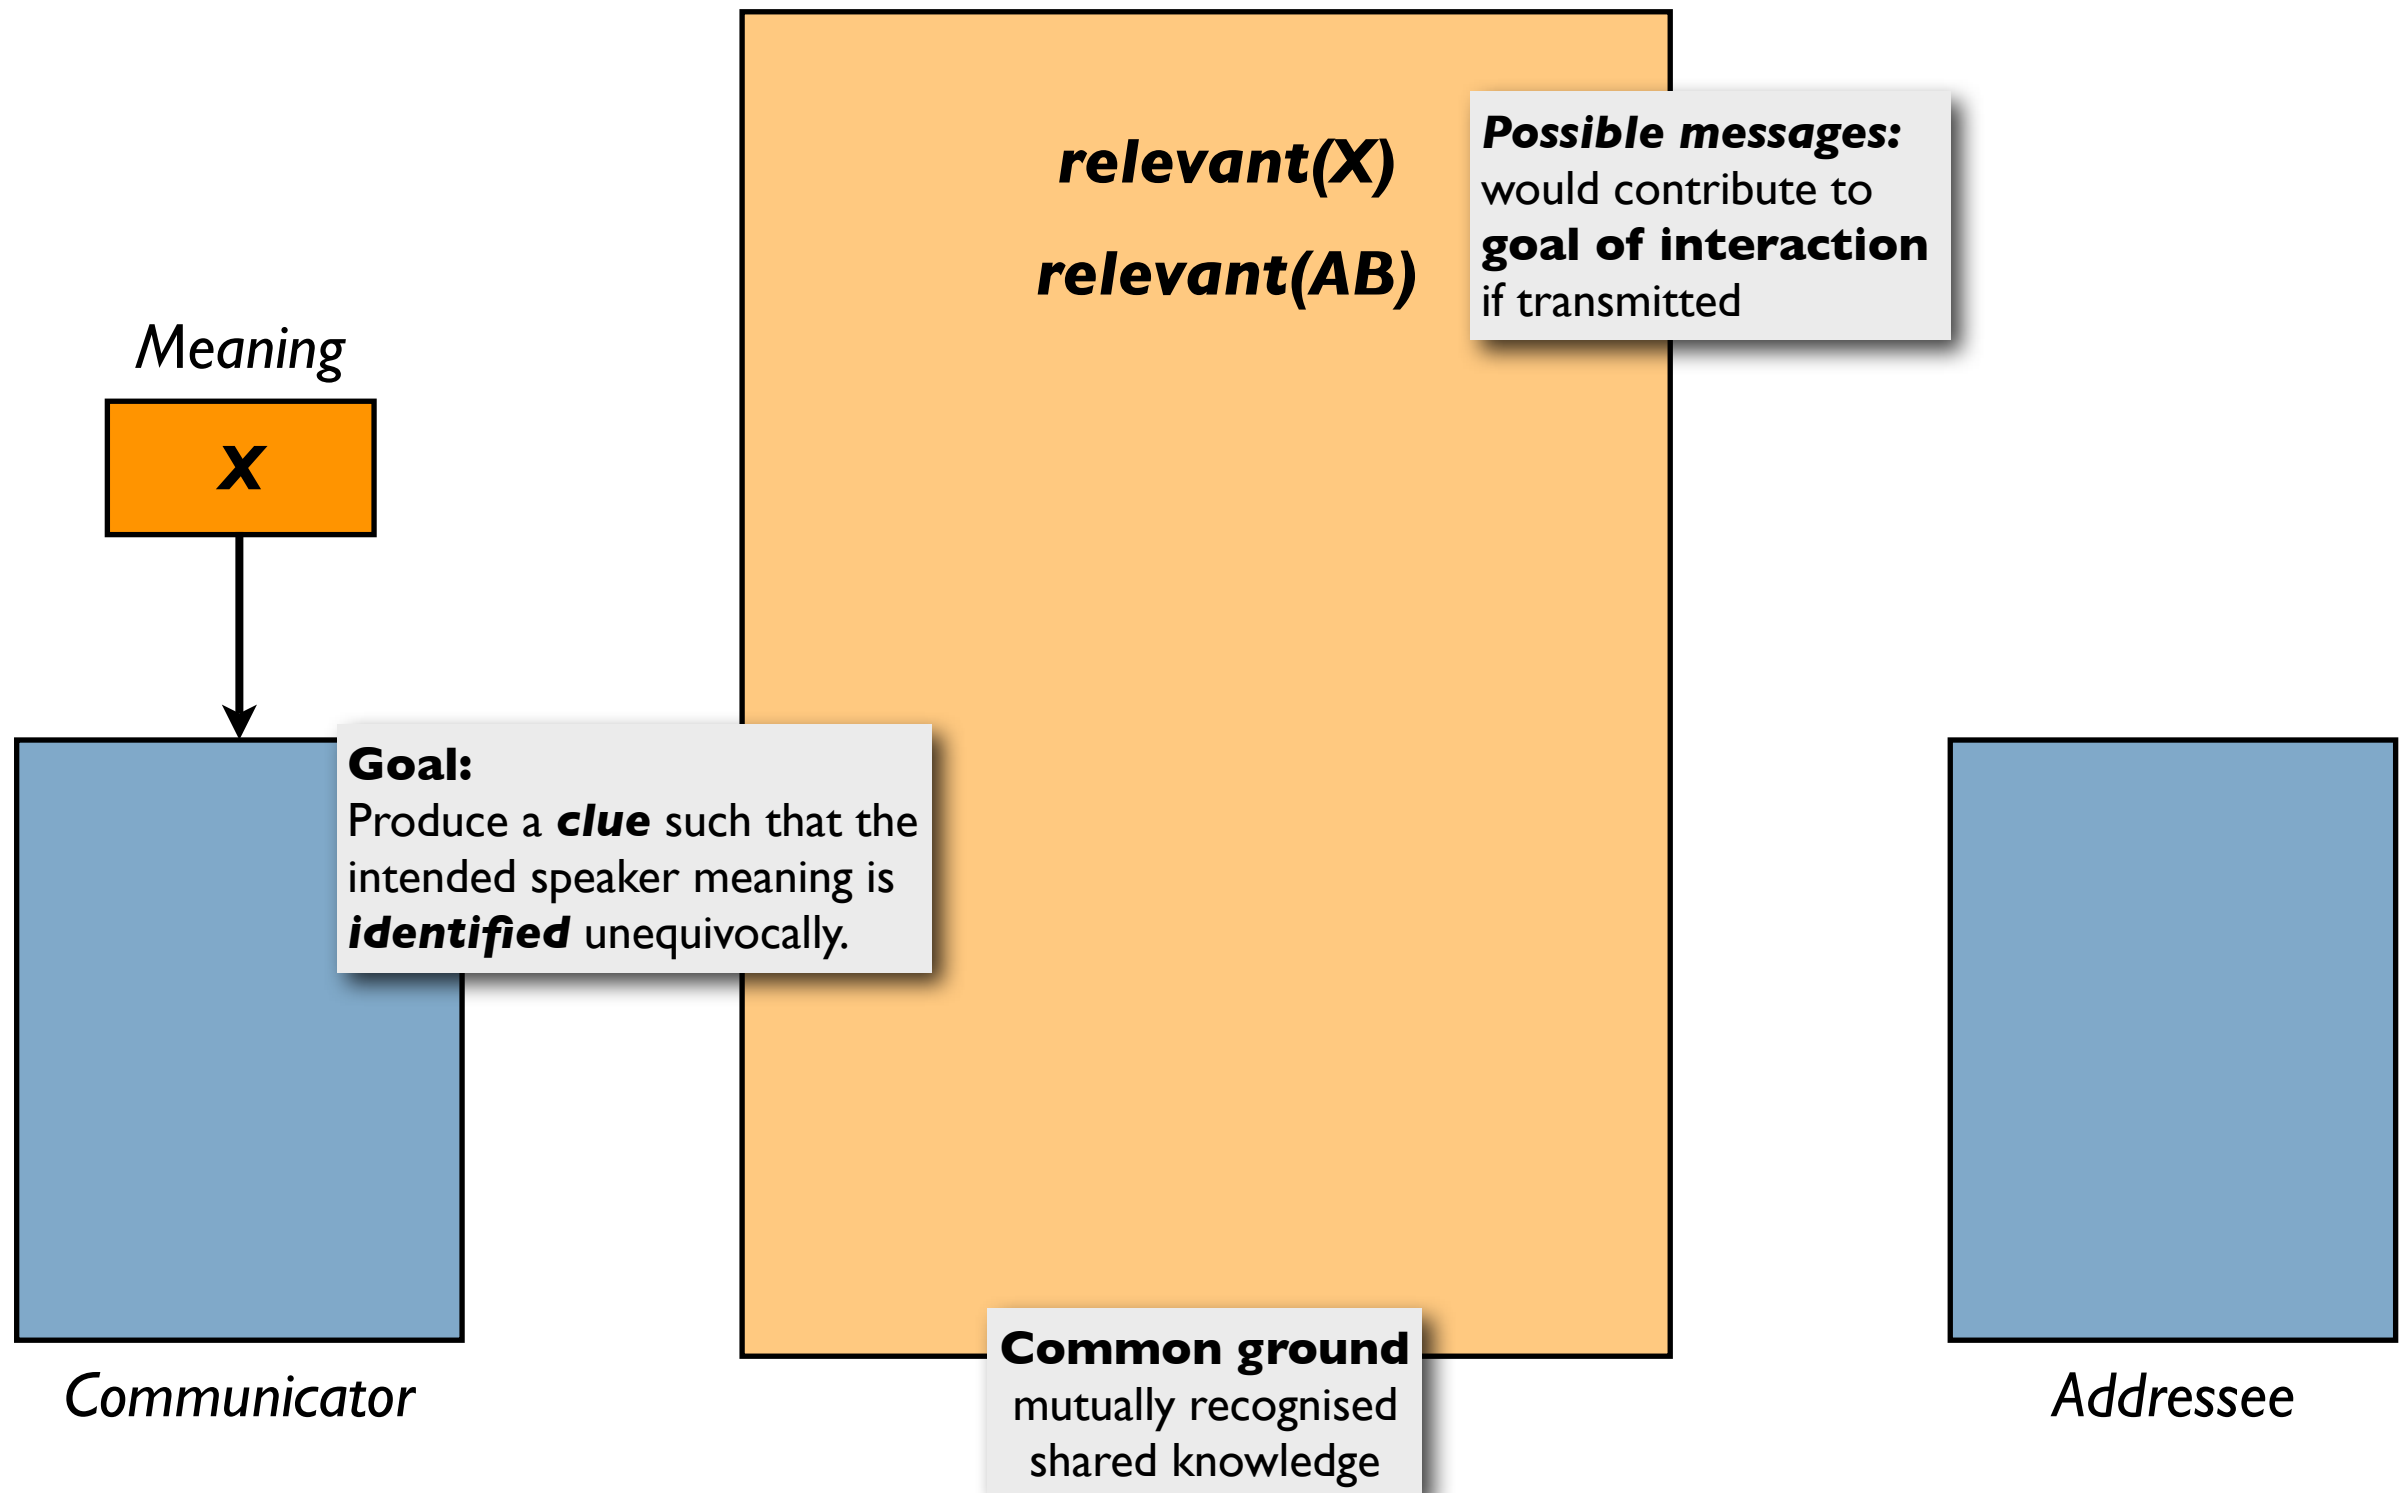 relevant(X)
relevant(AB)
Possible messages:
would contribute to
goal of interaction
if transmitted
Meaning
X
Goal:
Produce a clue such that the
intended speaker meaning is
identified unequivocally.
Communicator
Common ground
mutually recognised
shared knowledge
Addressee